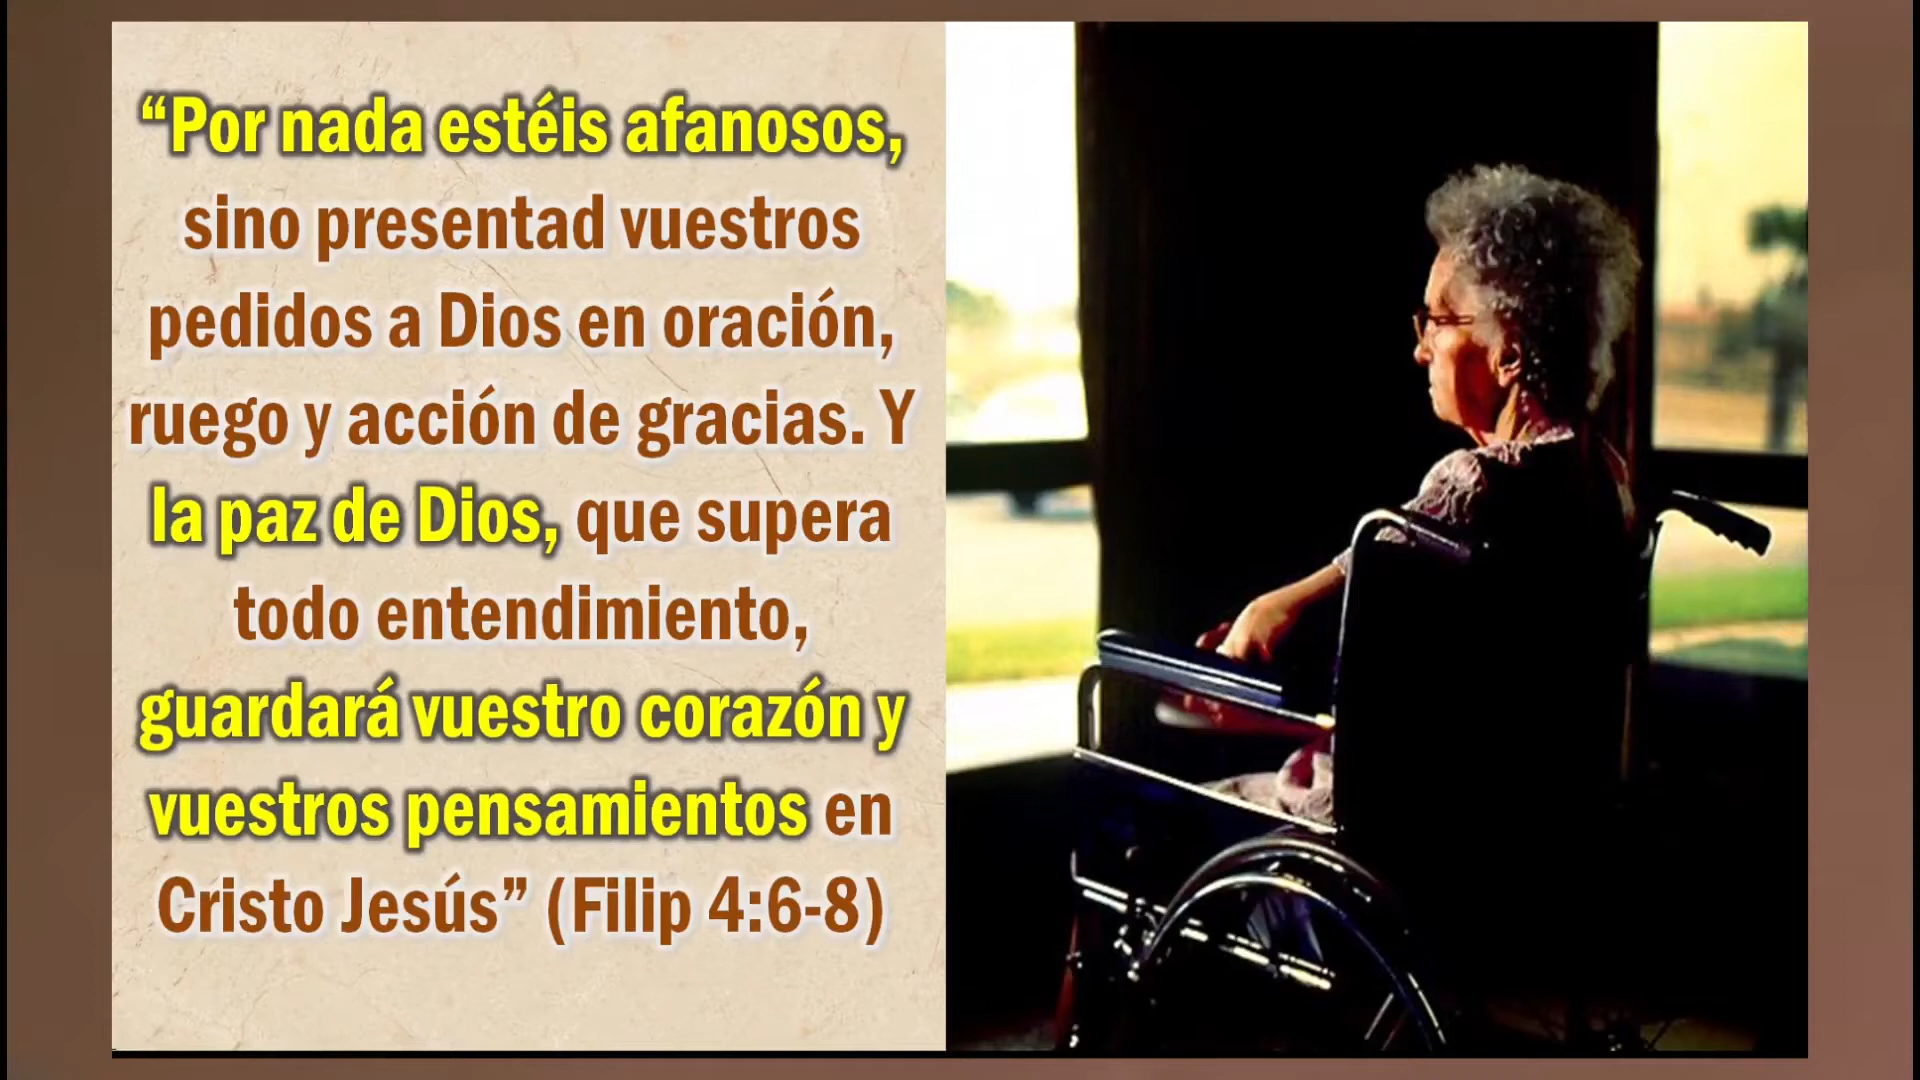 “Por nada estéis afanosos,
sino presentad vuestros
pedidos a Dios en oración,
ruego y acción de gracias. Y
la paz de Dios, que supera
todo entendimiento,
guardará vuestro corazón y
vuestros pensamientos en
Cristo Jesús” (Filip 4:6-8)